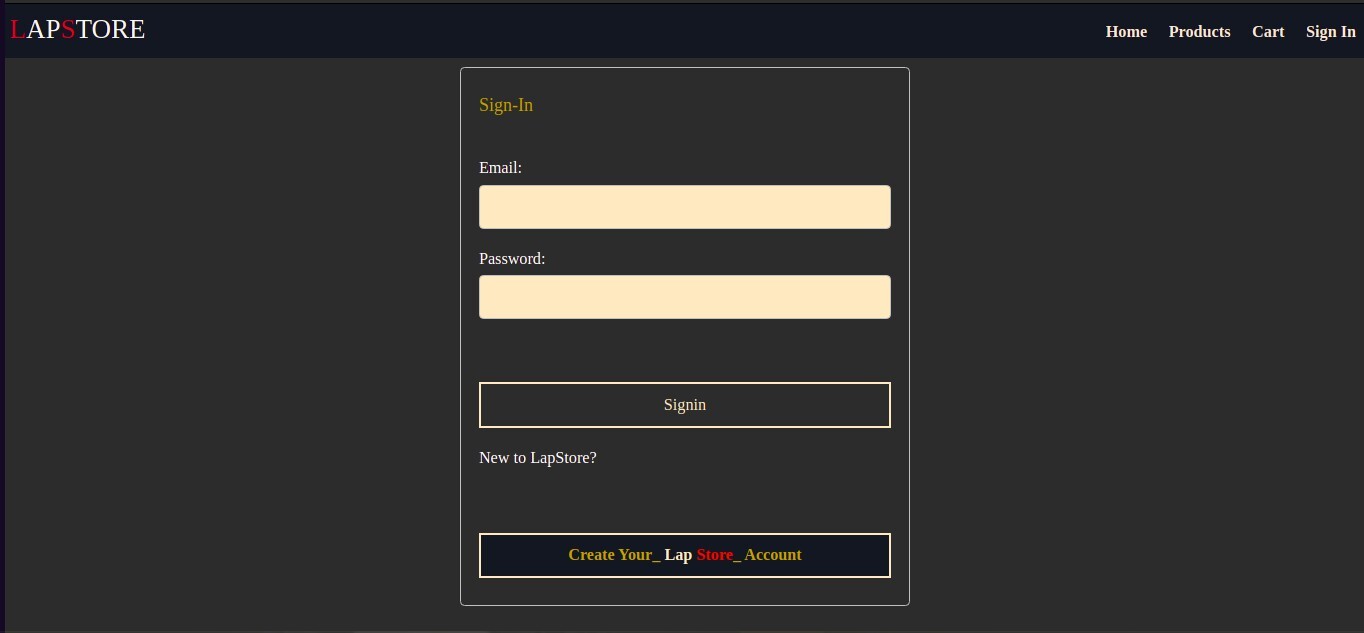 LAPSTORE
Home Products Cart Sign In
Sign-In
Email:
Password:
Signin
New to LapStore?
Create Your_ Lap Store_ Account